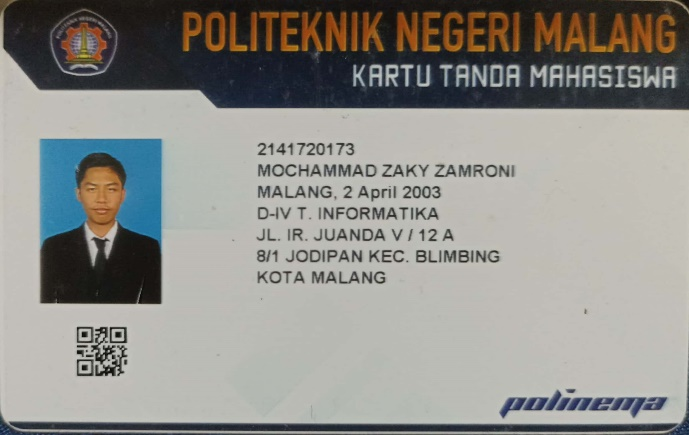 POLITEKNIK NEGERI MALANG
KARTU TANDA MAHASISWA
2141720173
MOCHAMMAD ZAKY ZAMRONI
MALANG, 2 April 2003
D-IV T. INFORMATIKA
JL. IR. JUANDA V / 12 A
8/1 JODIPAN KEC. BLIMBING
KOTA MALANG
polinema